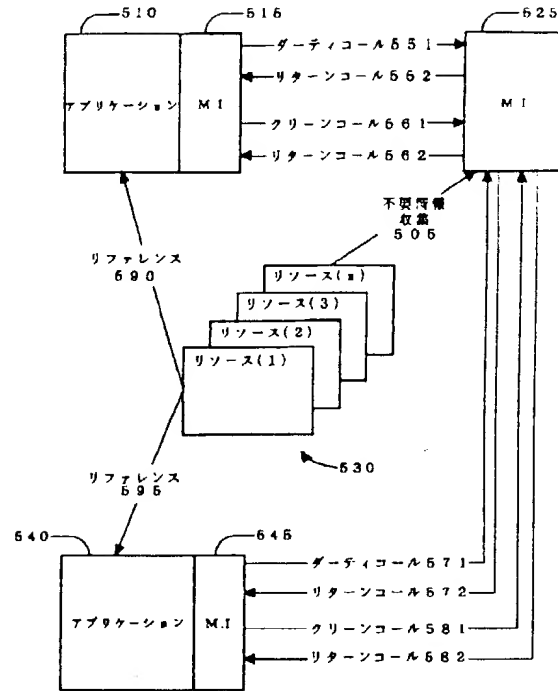 510
515
525
アプリケーション
MI
MI
ダーティコール551
リターンコール552
クリーンコール561
リターンコール562
不要情報
収集
505
リファレンス
590
リソース(n)
リソース(3)
リソース(2)
リソース(1)
530
リファレンス
595
540
545
アプリケーション
M.I
ダーティコール571
リターンコール572
クリーンコール581
リターンコール582